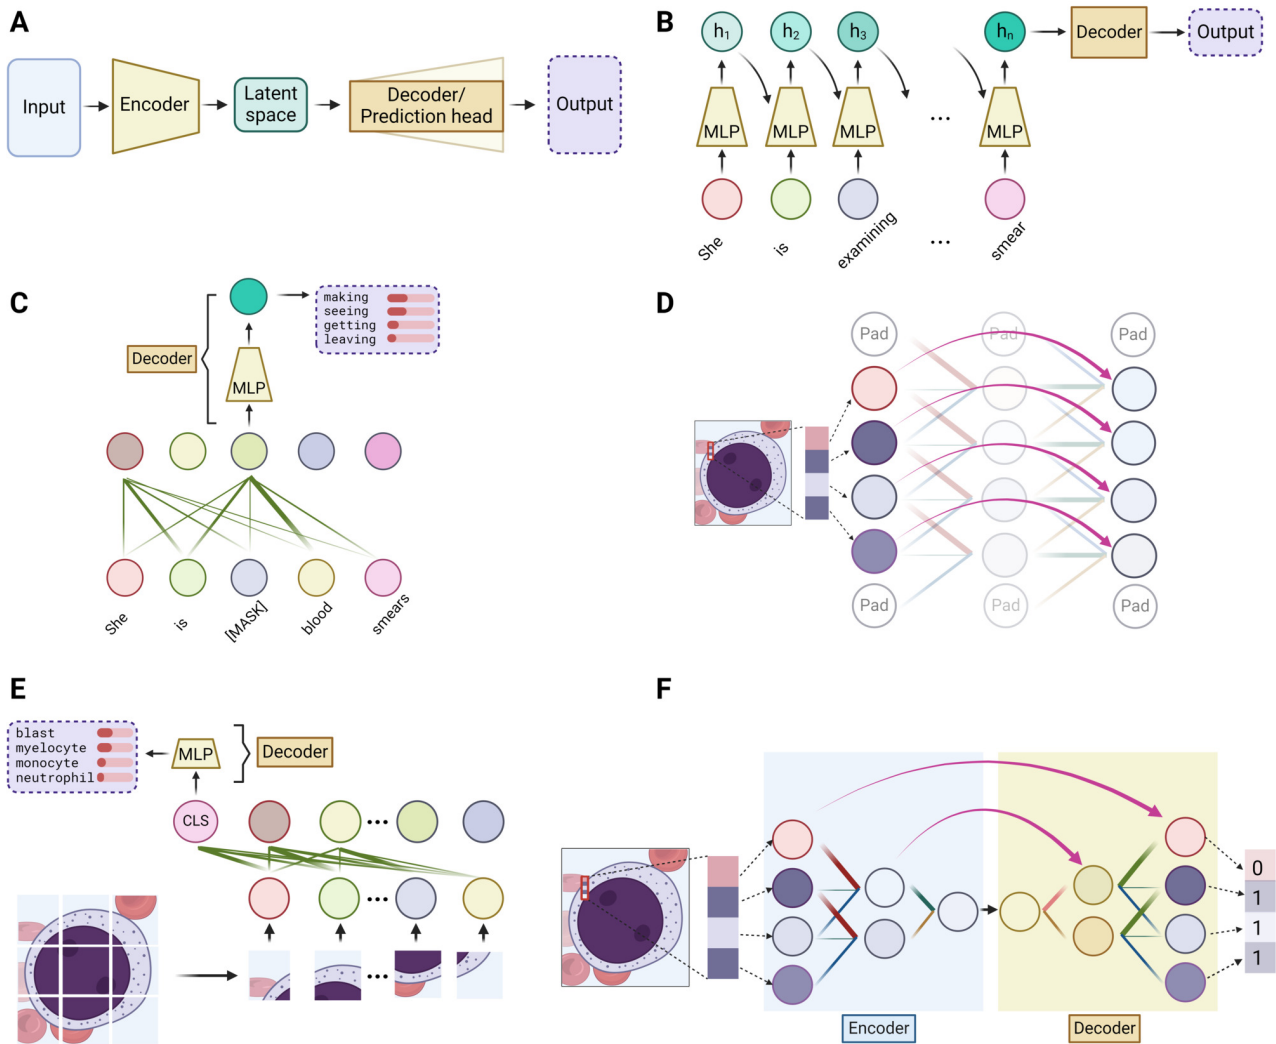 A
Input
Encoder
Latent
space
Decoder/
Prediction head
Output
B
h1
h2
h3
hn
Decoder
Output
MLP
MLP
MLP
...
MLP
She
is
examining
...
smear
C
making
seeing
getting
leaving
Decoder
MLP
She
is
[MASK]
blood
smears
D
Pad
Pad
Pad
Pad
Pad
Pad
E
blast
myelocyte
monocyte
neutrophil
MLP
Decoder
CLS
...
...
...
F
0
1
1
1
Encoder
Decoder